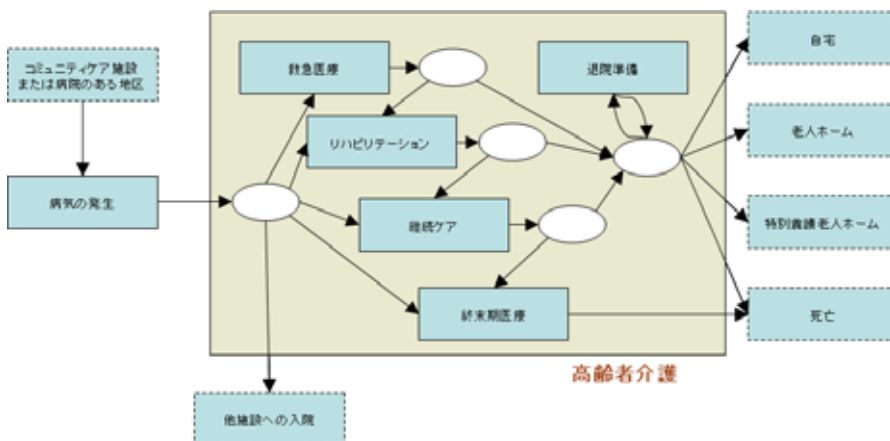 コミュニティケア施設
または病院のある地区
病気の発生
救急医療
リハビリテーション
継続ケア
終末期医療
退院準備
自宅
老人ホーム
特別養護老人ホーム
死亡
高齢者介護
他施設への入院